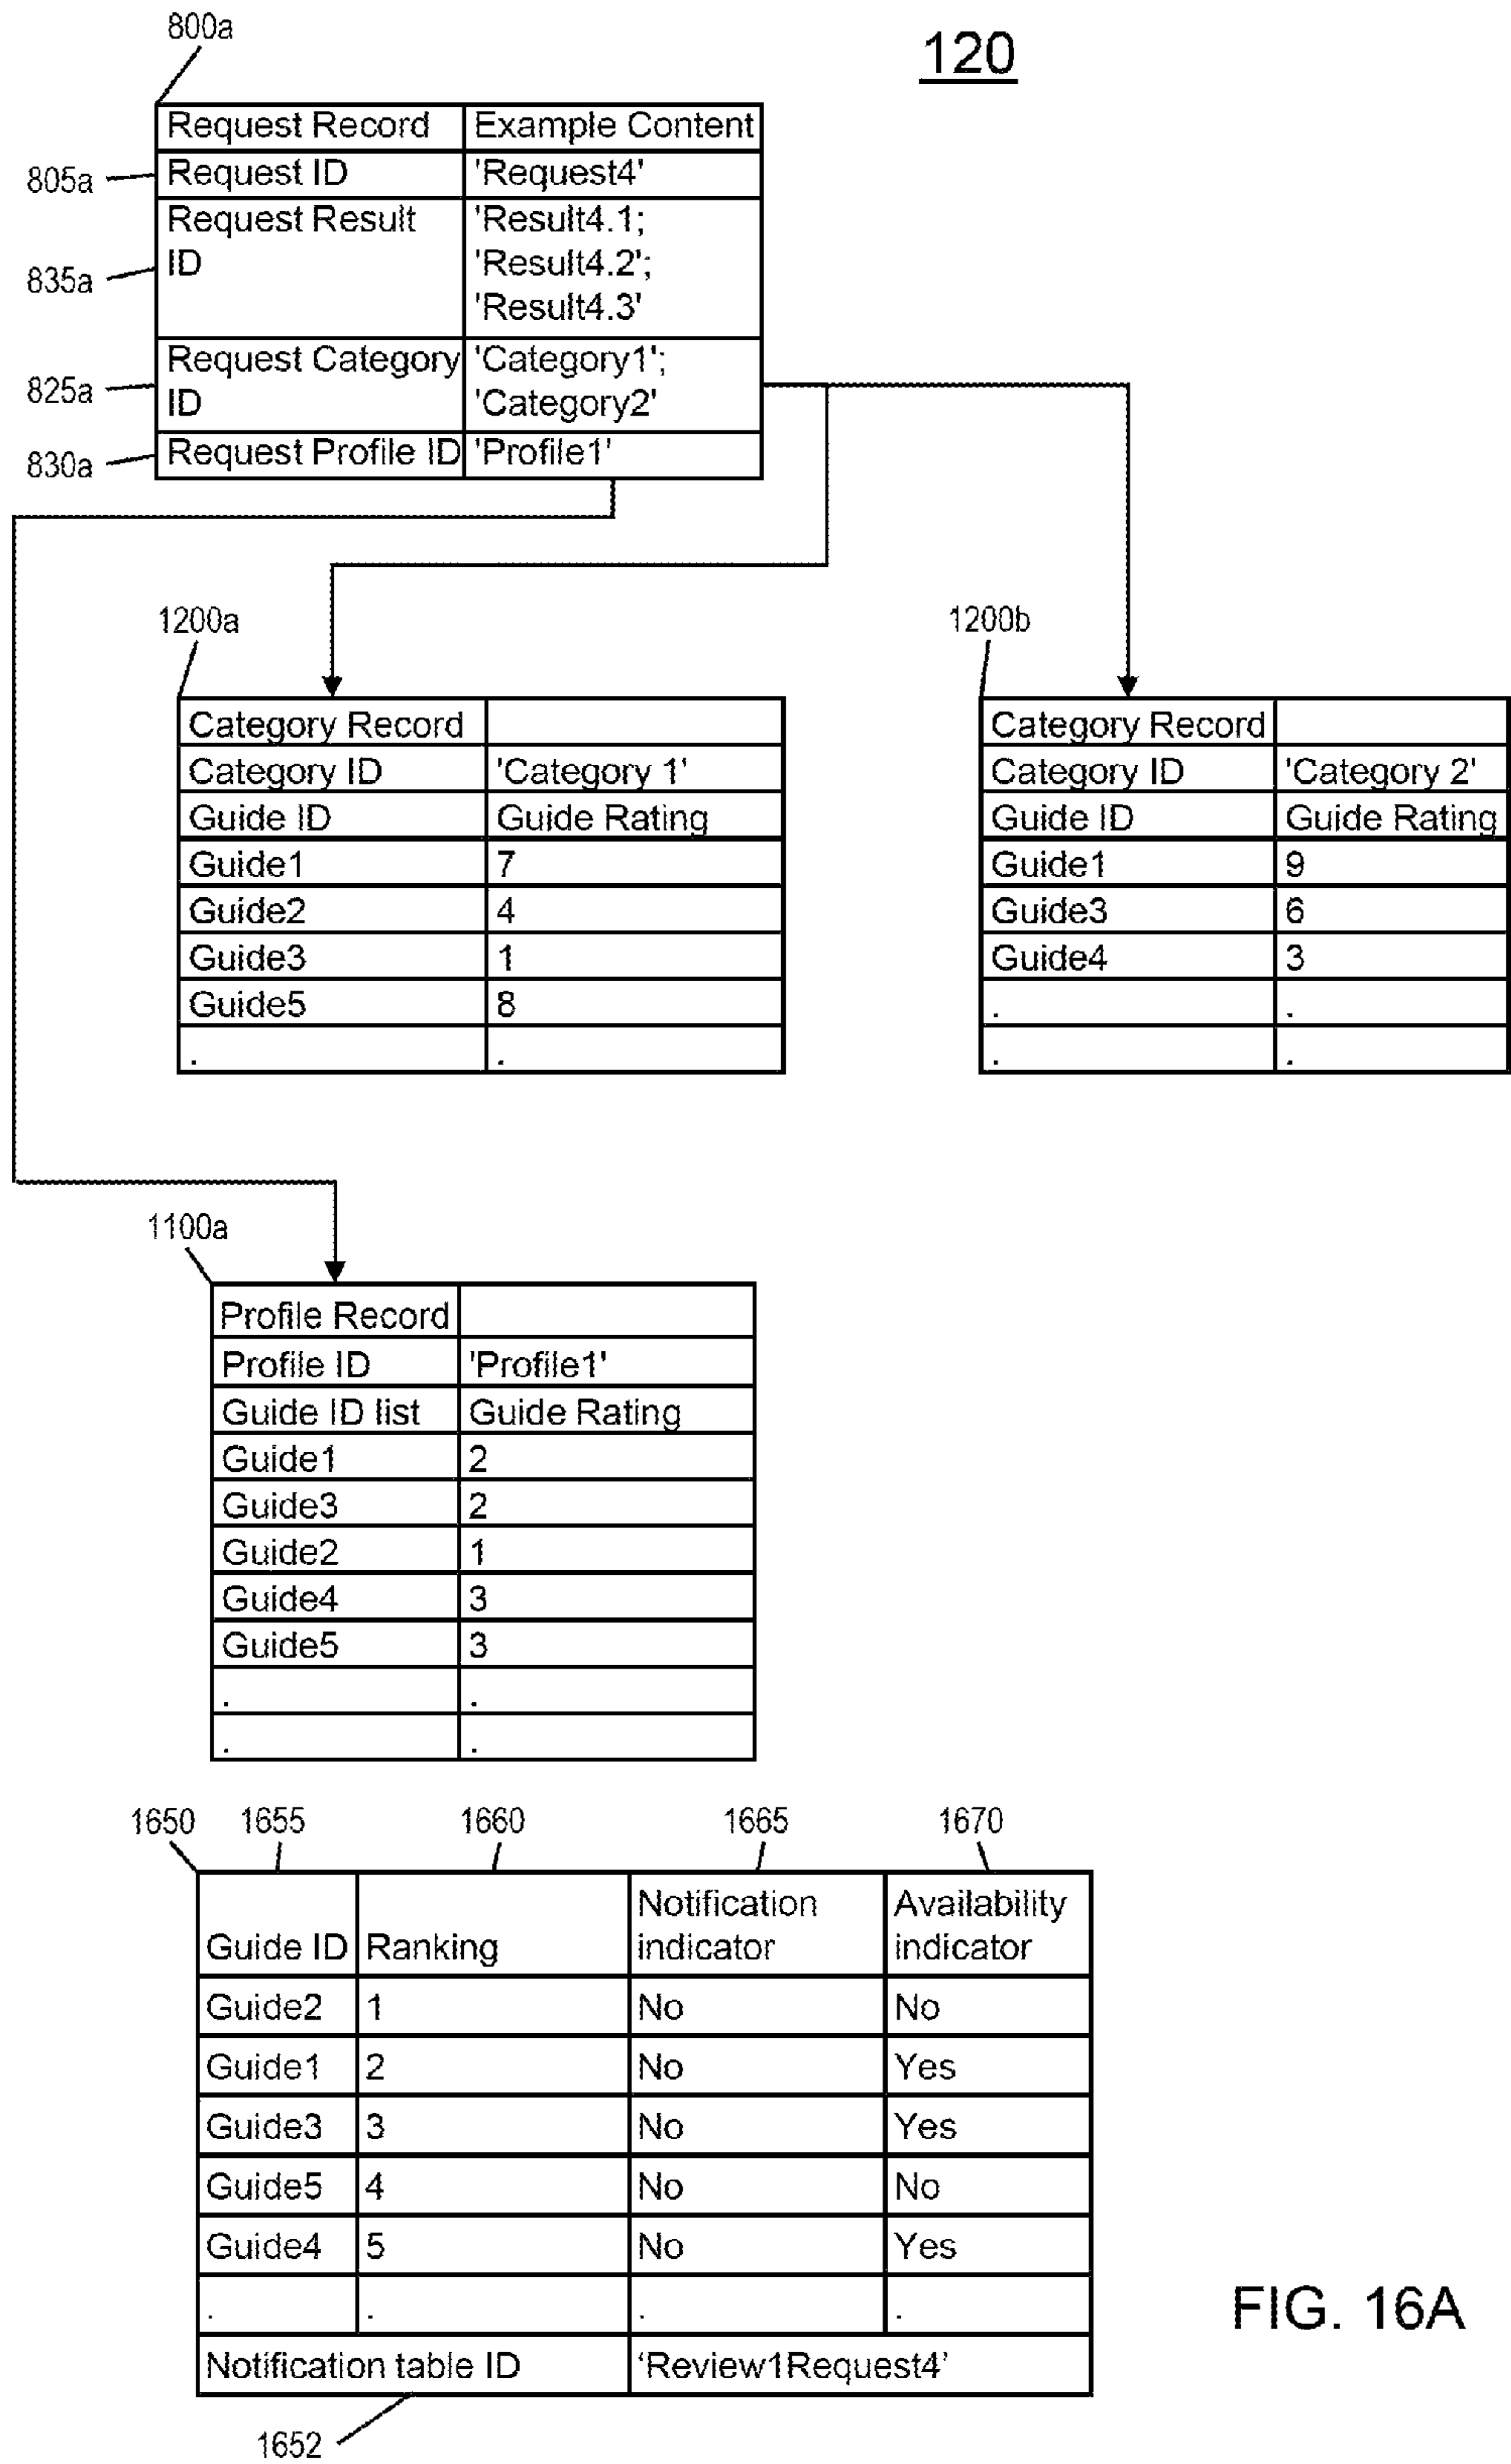 800a
120
Request Record Example Content
805a Request ID 'Request4'
Request Result 'Result4.1;
835a ID 'Result4.2';
'Result4.3'
Request Category 'Category1';
825a ID 'Category2'
830a Request Profile ID 'Profile1'
1200a 1200b
Category Record Category Record
Category ID 'Category 1' Category ID 'Category 2'
Guide ID Guide Rating Guide ID Guide Rating
Guide1 7 Guide1 9
Guide2 4 Guide3 6
Guide3 1 Guide4 3
Guide5 8 . .
. . . .
1100a
Profile Record
Profile ID 'Profile1'
Guide ID list Guide Rating
Guide1 2
Guide3 2
Guide2 1
Guide4 3
Guide5 3
. .
. .
1650 1655 1660 1665 1670
Notification Availability
Guide ID Ranking indicator indicator
Guide2 1 No No
Guide1 2 No Yes
Guide3 3 No Yes
Guide5 4 No No
Guide4 5 No Yes
. . . .
Notification table ID ‘Review1Request4’
1652
FIG. 16A